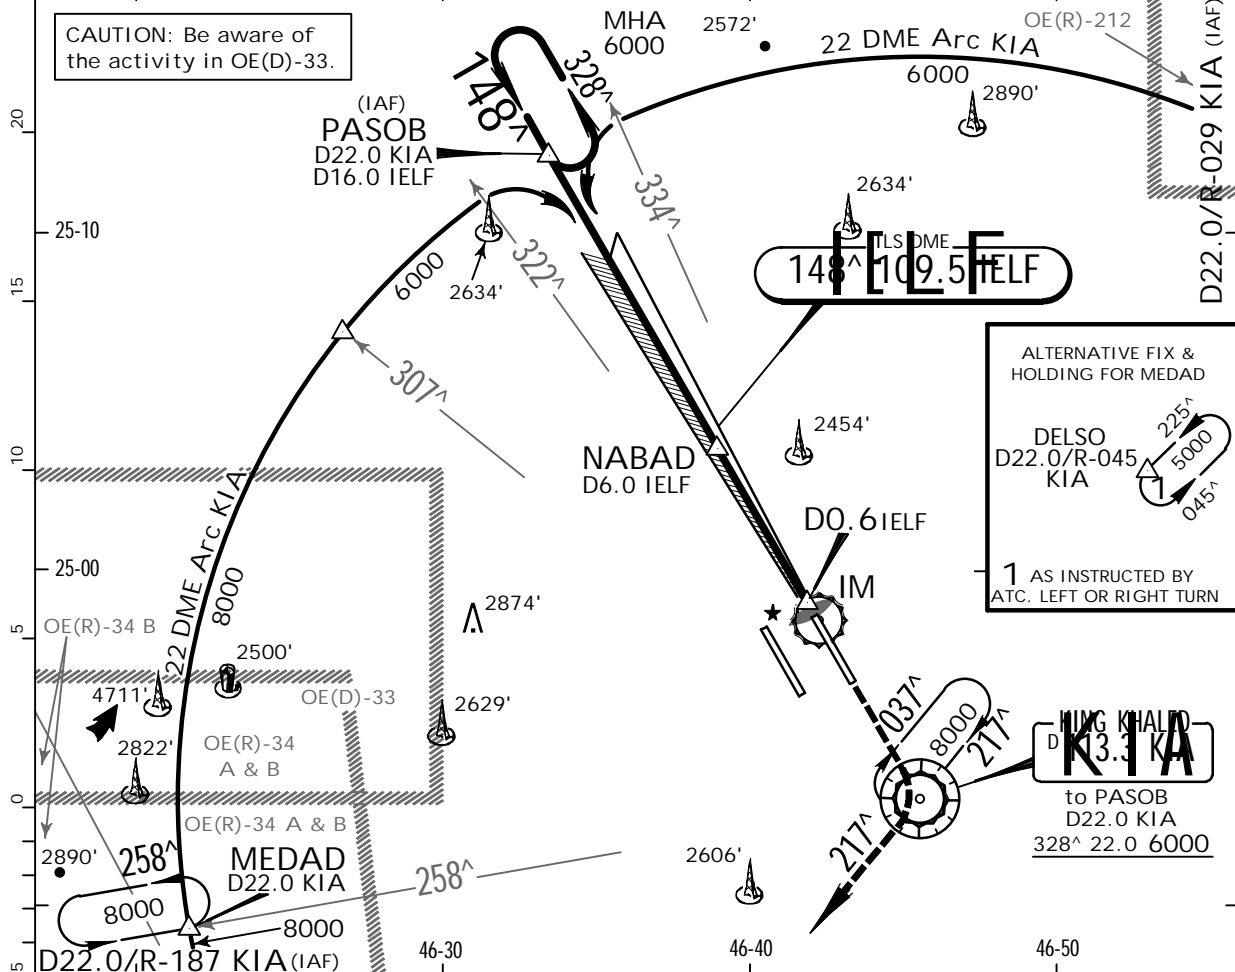 CAUTION: Be aware of
the activity in OE(D)-33.
MHA
6000
2572'
22 DME Arc KIA
6000
OE(R)-212
2890'
D22.0/R-029 KIA (IAF)
148^
328^
(IAF)
PASOB
D22.0 KIA
D16.0 IELF
334^
2634'
20
25-10
15
10
25-00
5
0
5
6000
2634'
322^
307^
TLS DME
148^ 109.5 IELF
IELF
ALTERNATIVE FIX &
HOLDING FOR MEDAD
DELSO
D22.0/R-045
KIA
225^
5000
045^
1
1 AS INSTRUCTED BY
ATC. LEFT OR RIGHT TURN
2454'
NABAD
D6.0 IELF
D0.6 IELF
IM
22 DME Arc KIA
8000
2874'
OE(R)-34 B
2500'
4711'
OE(D)-33
2629'
OE(R)-34
A & B
2822'
OE(R)-34 A & B
037^
8000
217^
KING KHALED
D 113.3 KIA
KIA
to PASOB
D22.0 KIA
328^ 22.0 6000
217^
2606'
2890'
258^
8000
MEDAD
D22.0 KIA
258^
8000
D22.0/R-187 KIA (IAF)
46-30
46-40
46-50